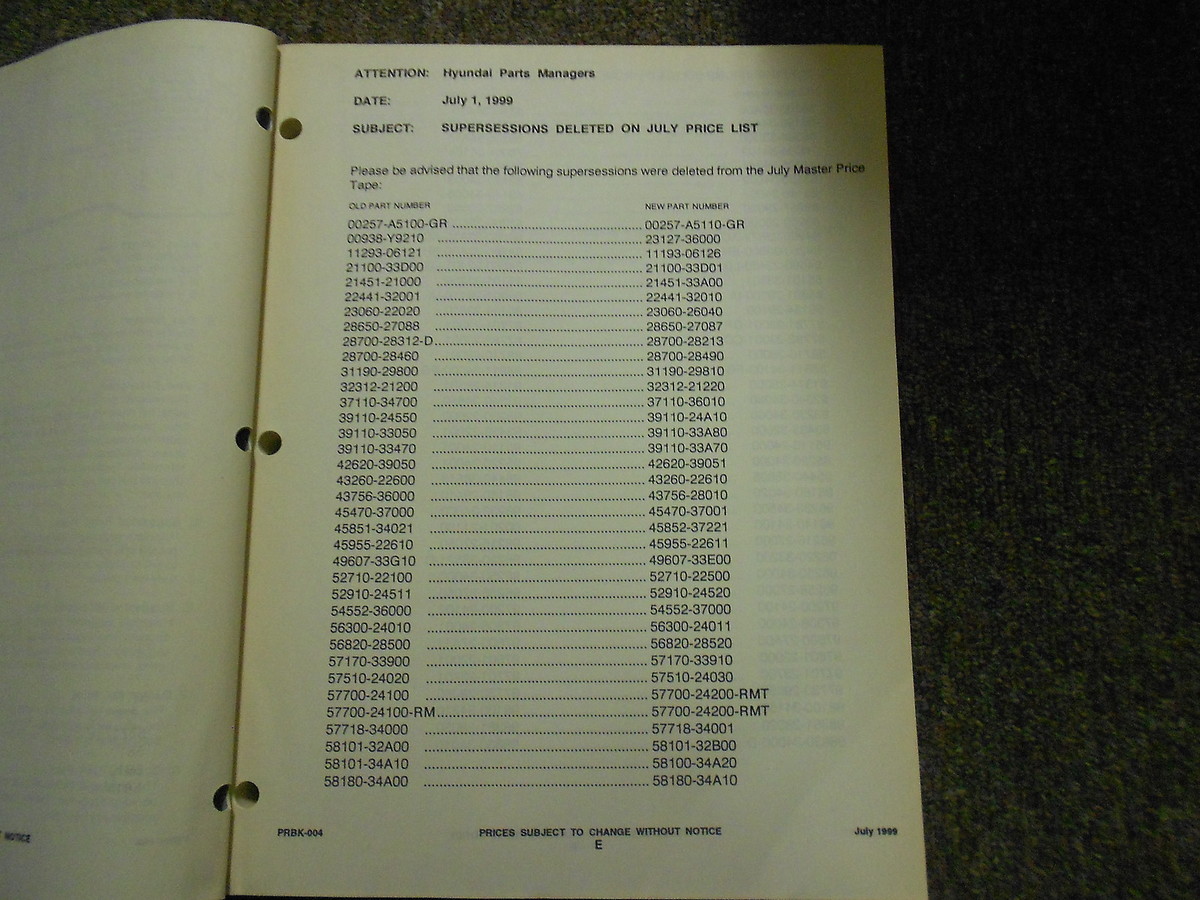 ATTENTION: Hyundai Parts Managers
DATE: July 1, 1999
SUBJECT: SUPERSESSIONS DELETED ON JULY PRICE LIST
Please be advised that the following supersessions were deleted from the July Master Price
Tape:
OLD PART NUMBER NEW PART NUMBER
00257-A5100-GR ........ 00257-A5110-GR
00938-Y9210 ........ 23127-36000
11293-06121 ........ 11193-06126
21100-33D00 ........ 21100-33D01
21451-21000 ........ 21451-33A00
22441-32001 ........ 22441-32010
23060-22020 ........ 23060-26040
28650-27088 ........ 28650-27087
28700-28312-D ........ 28700-28213
28700-28460 ........ 28700-28490
31190-29800 ........ 31190-29810
32312-21200 ........ 32312-21220
37110-34700 ........ 37110-36010
39110-24550 ........ 39110-24A10
39110-33050 ........ 39110-33A80
39110-33470 ........ 39110-33A70
42620-39050 ........ 42620-39051
43260-22600 ........ 43260-22610
43756-36000 ........ 43756-28010
45470-37000 ........ 45470-37001
45851-34021 ........ 45852-37221
45955-22610 ........ 45955-22611
49607-33G10 ........ 49607-33E00
52710-22100 ........ 52710-22500
52910-24511 ........ 52910-24520
54552-36000 ........ 54552-37000
56300-24010 ........ 56300-24011
56820-28500 ........ 56820-28520
57170-33900 ........ 57170-33910
57510-24020 ........ 57510-24030
57700-24100 ........ 57700-24200-RMT
57700-24100-RM ........ 57700-24200-RMT
57718-34000 ........ 57718-34001
58101-32A00 ........ 58101-32B00
58101-34A10 ........ 58100-34A20
58180-34A00 ........ 58180-34A10
NOTICE
PRBK-004 PRICES SUBJECT TO CHANGE WITHOUT NOTICE July 1999
E